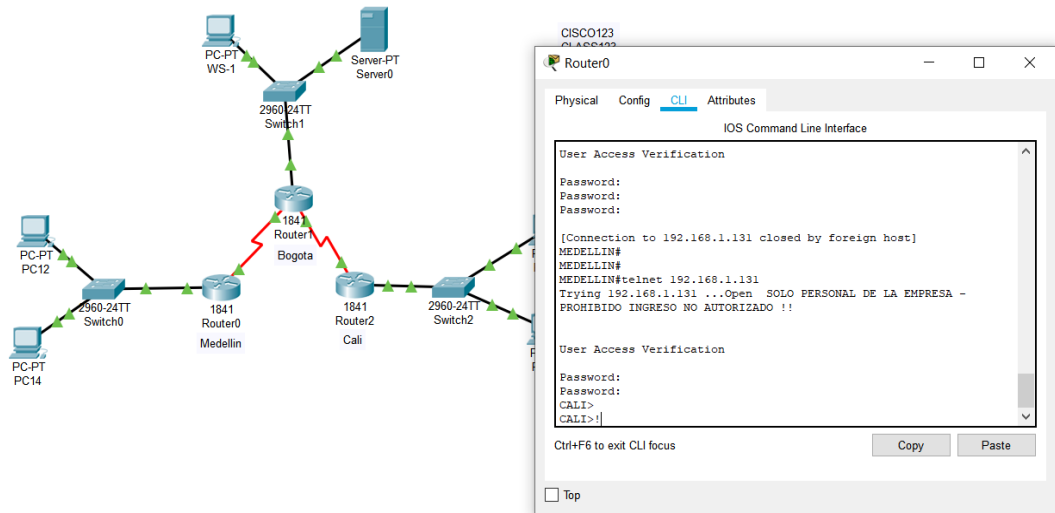 PC-PT
WS-1
Server-PT
Server0
2960-24TT
Switch1
1841
Router1
Bogota
PC-PT
PC12
2960-24TT
Switch0
1841
Router0
Medellin
1841
Router2
Cali
2960-24TT
Switch2
PC-PT
PC14
CISCO123
CLASS123
Router0
Physical Config CLI Attributes
IOS Command Line Interface
User Access Verification
Password:
Password:
Password:
[Connection to 192.168.1.131 closed by foreign host]
MEDELLIN#
MEDELLIN#
MEDELLIN#telnet 192.168.1.131
Trying 192.168.1.131 ...Open SOLO PERSONAL DE LA EMPRESA -
PROHIBIDO INGRESO NO AUTORIZADO !!
User Access Verification
Password:
Password:
CALI>
CALI>!
Ctrl+F6 to exit CLI focus
Copy
Paste
Top